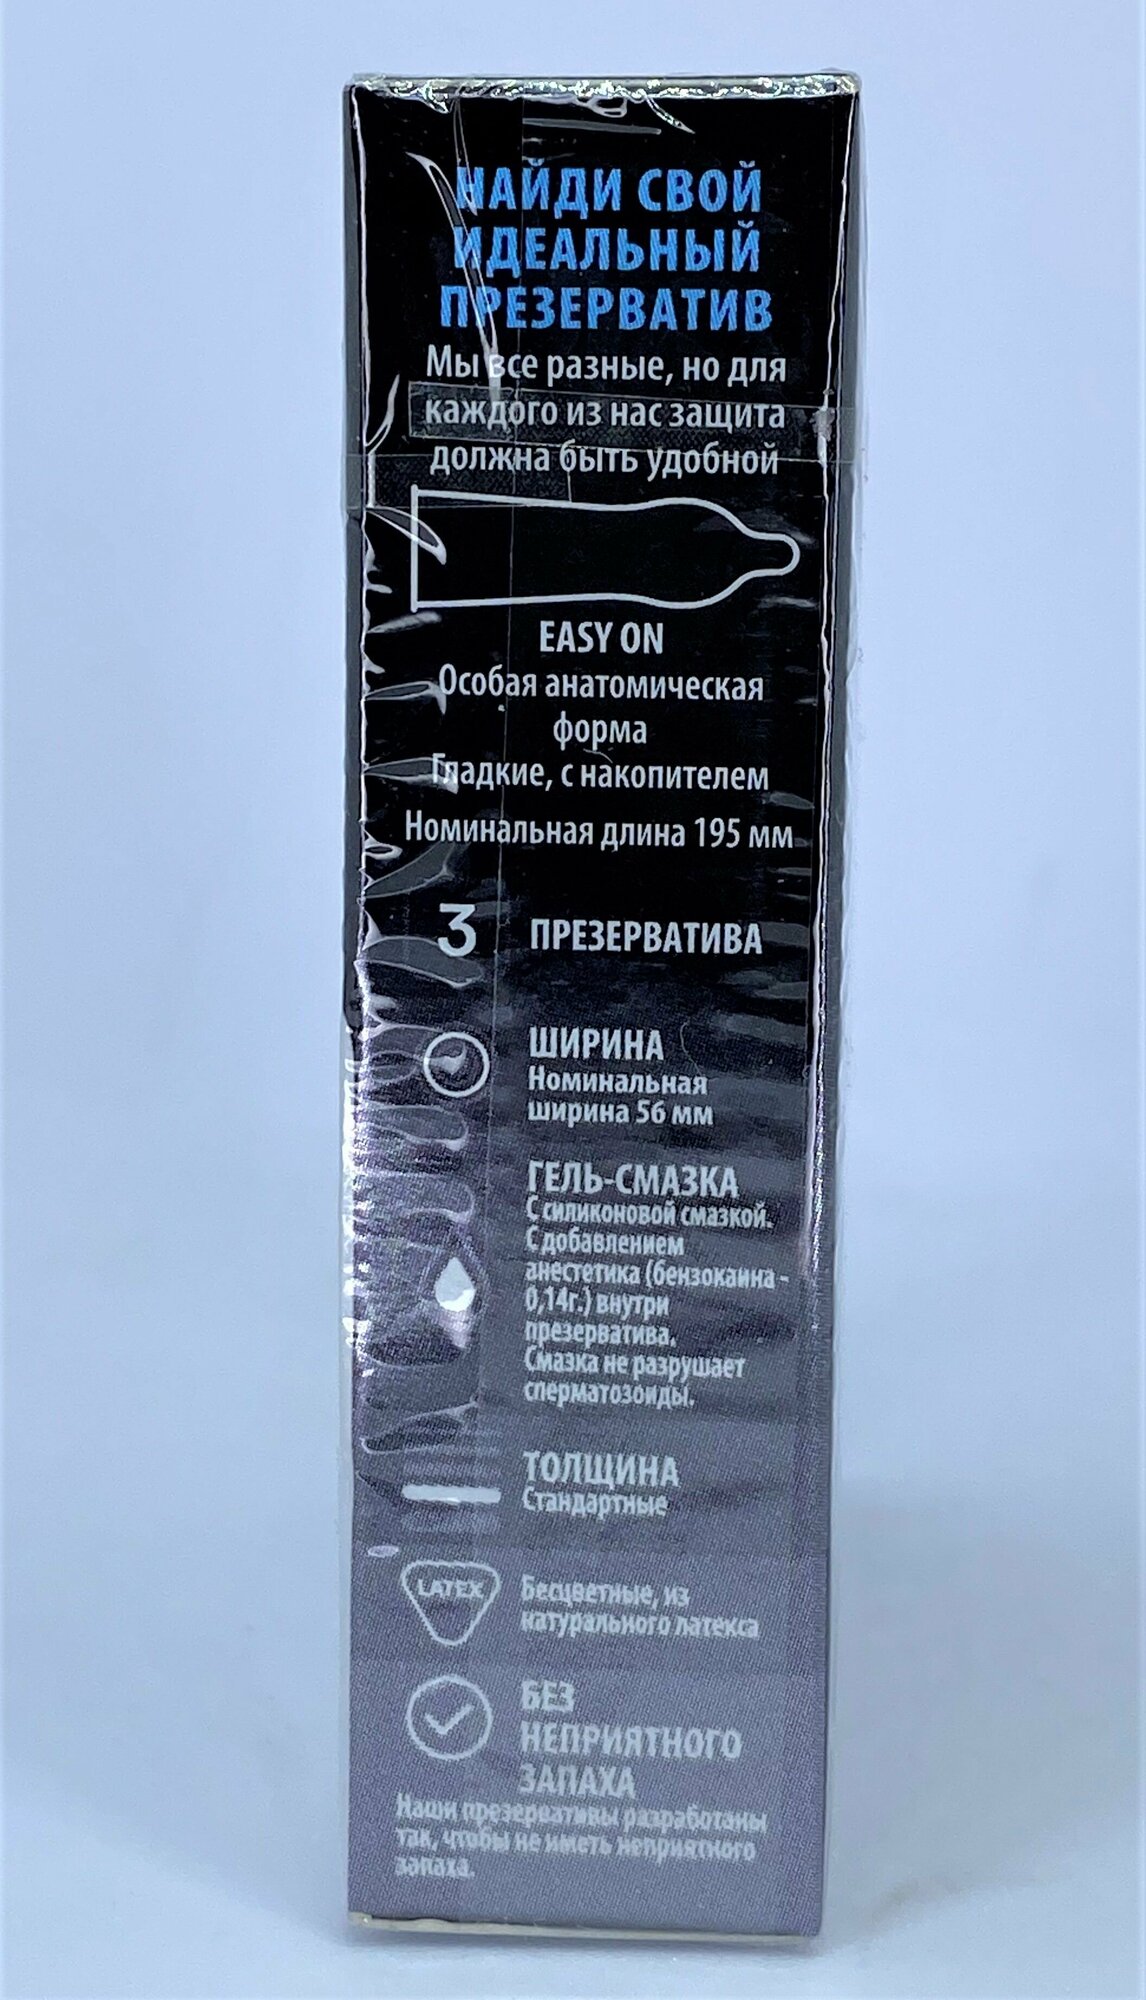 НАЙДИ СВОЙ
ИДЕАЛЬНЫЙ
ПРЕЗЕРВАТИВ
Мы все разные, но для
каждого из нас защита
должна быть удобной
EASY ON
Особая анатомическая
форма
Гладкие, с накопителем
Номинальная длина 195 мм
3 ПРЕЗЕРВАТИВА
ШИРИНА
Номинальная
ширина 56 мм
ГЕЛЬ-СМАЗКА
С силиконовой смазкой.
С добавлением
анестетика (бензокаина -
0,14г.) внутри
презерватива.
Смазка не разрушает
сперматозоиды.
ТОЛЩИНА
Стандартные
LATEX
Бесцветные, из
натурального латекса
БЕЗ
НЕПРИЯТНОГО
ЗАПАХА
Наши презервативы разработаны
так, чтобы не иметь неприятного
запаха.